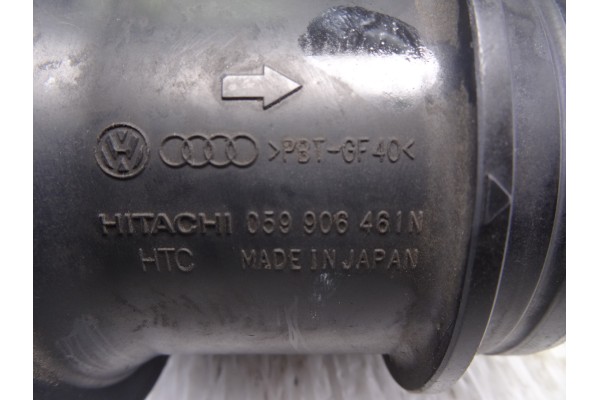 >PBT-GF40<
HITACHI 059 906 461N
HTC MADE IN JAPAN